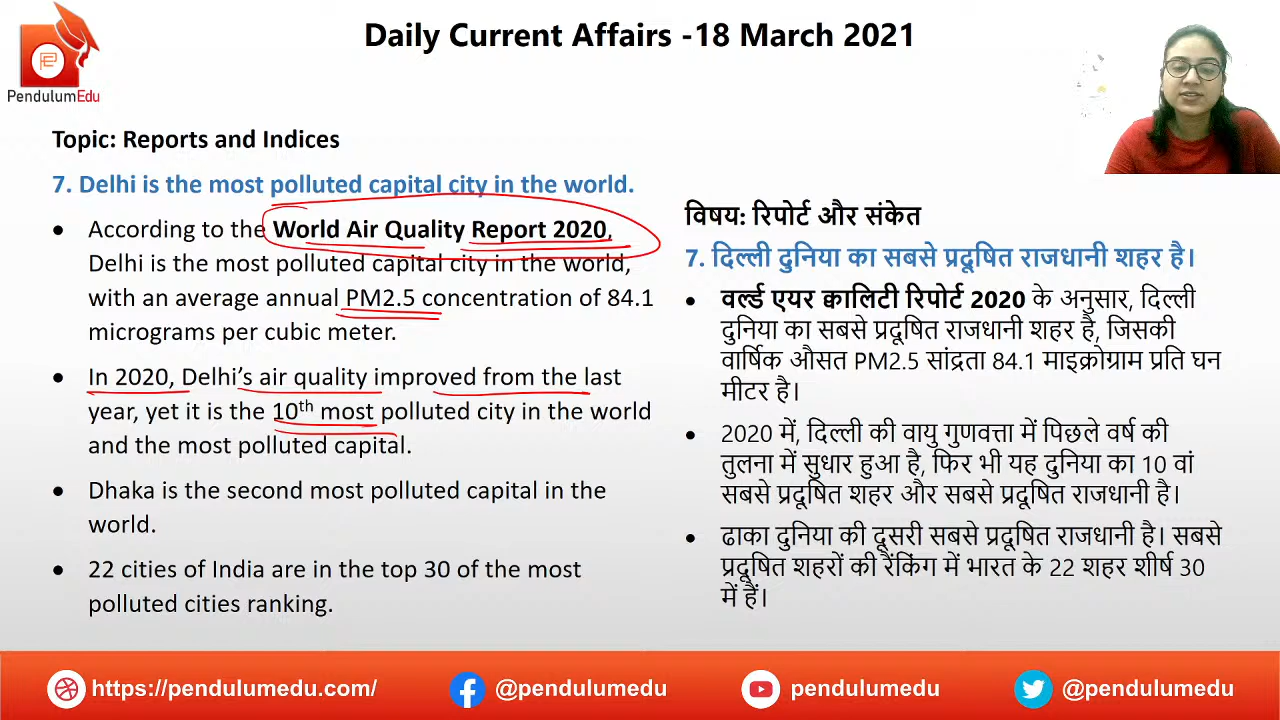 Daily Current Affairs -18 March 2021
PendulumEdu
Topic: Reports and Indices
7. Delhi is the most polluted capital city in the world.
• According to the World Air Quality Report 2020,
Delhi is the most polluted capital city in the world,
with an average annual PM2.5 concentration of 84.1
micrograms per cubic meter.
• In 2020, Delhi's air quality improved from the last
year, yet it is the 10th most polluted city in the world
and the most polluted capital.
• Dhaka is the second most polluted capital in the
world.
• 22 cities of India are in the top 30 of the most
polluted cities ranking.
विषय: रिपोर्ट और संकेत
7. दिल्ली दुनिया का सबसे प्रदूषित राजधानी शहर है।
• वर्ल्ड एयर क्वालिटी रिपोर्ट 2020 के अनुसार, दिल्ली
दुनिया का सबसे प्रदूषित राजधानी शहर है, जिसकी
वार्षिक औसत PM2.5 सांद्रता 84.1 माइक्रोग्राम प्रति घन
मीटर है।
• 2020 में, दिल्ली की वायु गुणवत्ता में पिछले वर्ष की
तुलना में सुधार हुआ है, फिर भी यह दुनिया का 10 वां
सबसे प्रदूषित शहर और सबसे प्रदूषित राजधानी है।
• ढाका दुनिया की दूसरी सबसे प्रदूषित राजधानी है। सबसे
प्रदूषित शहरों की रैंकिंग में भारत के 22 शहर शीर्ष 30
में हैं।
https://pendulumedu.com/
@pendulumedu
pendulumedu
@pendulumedu